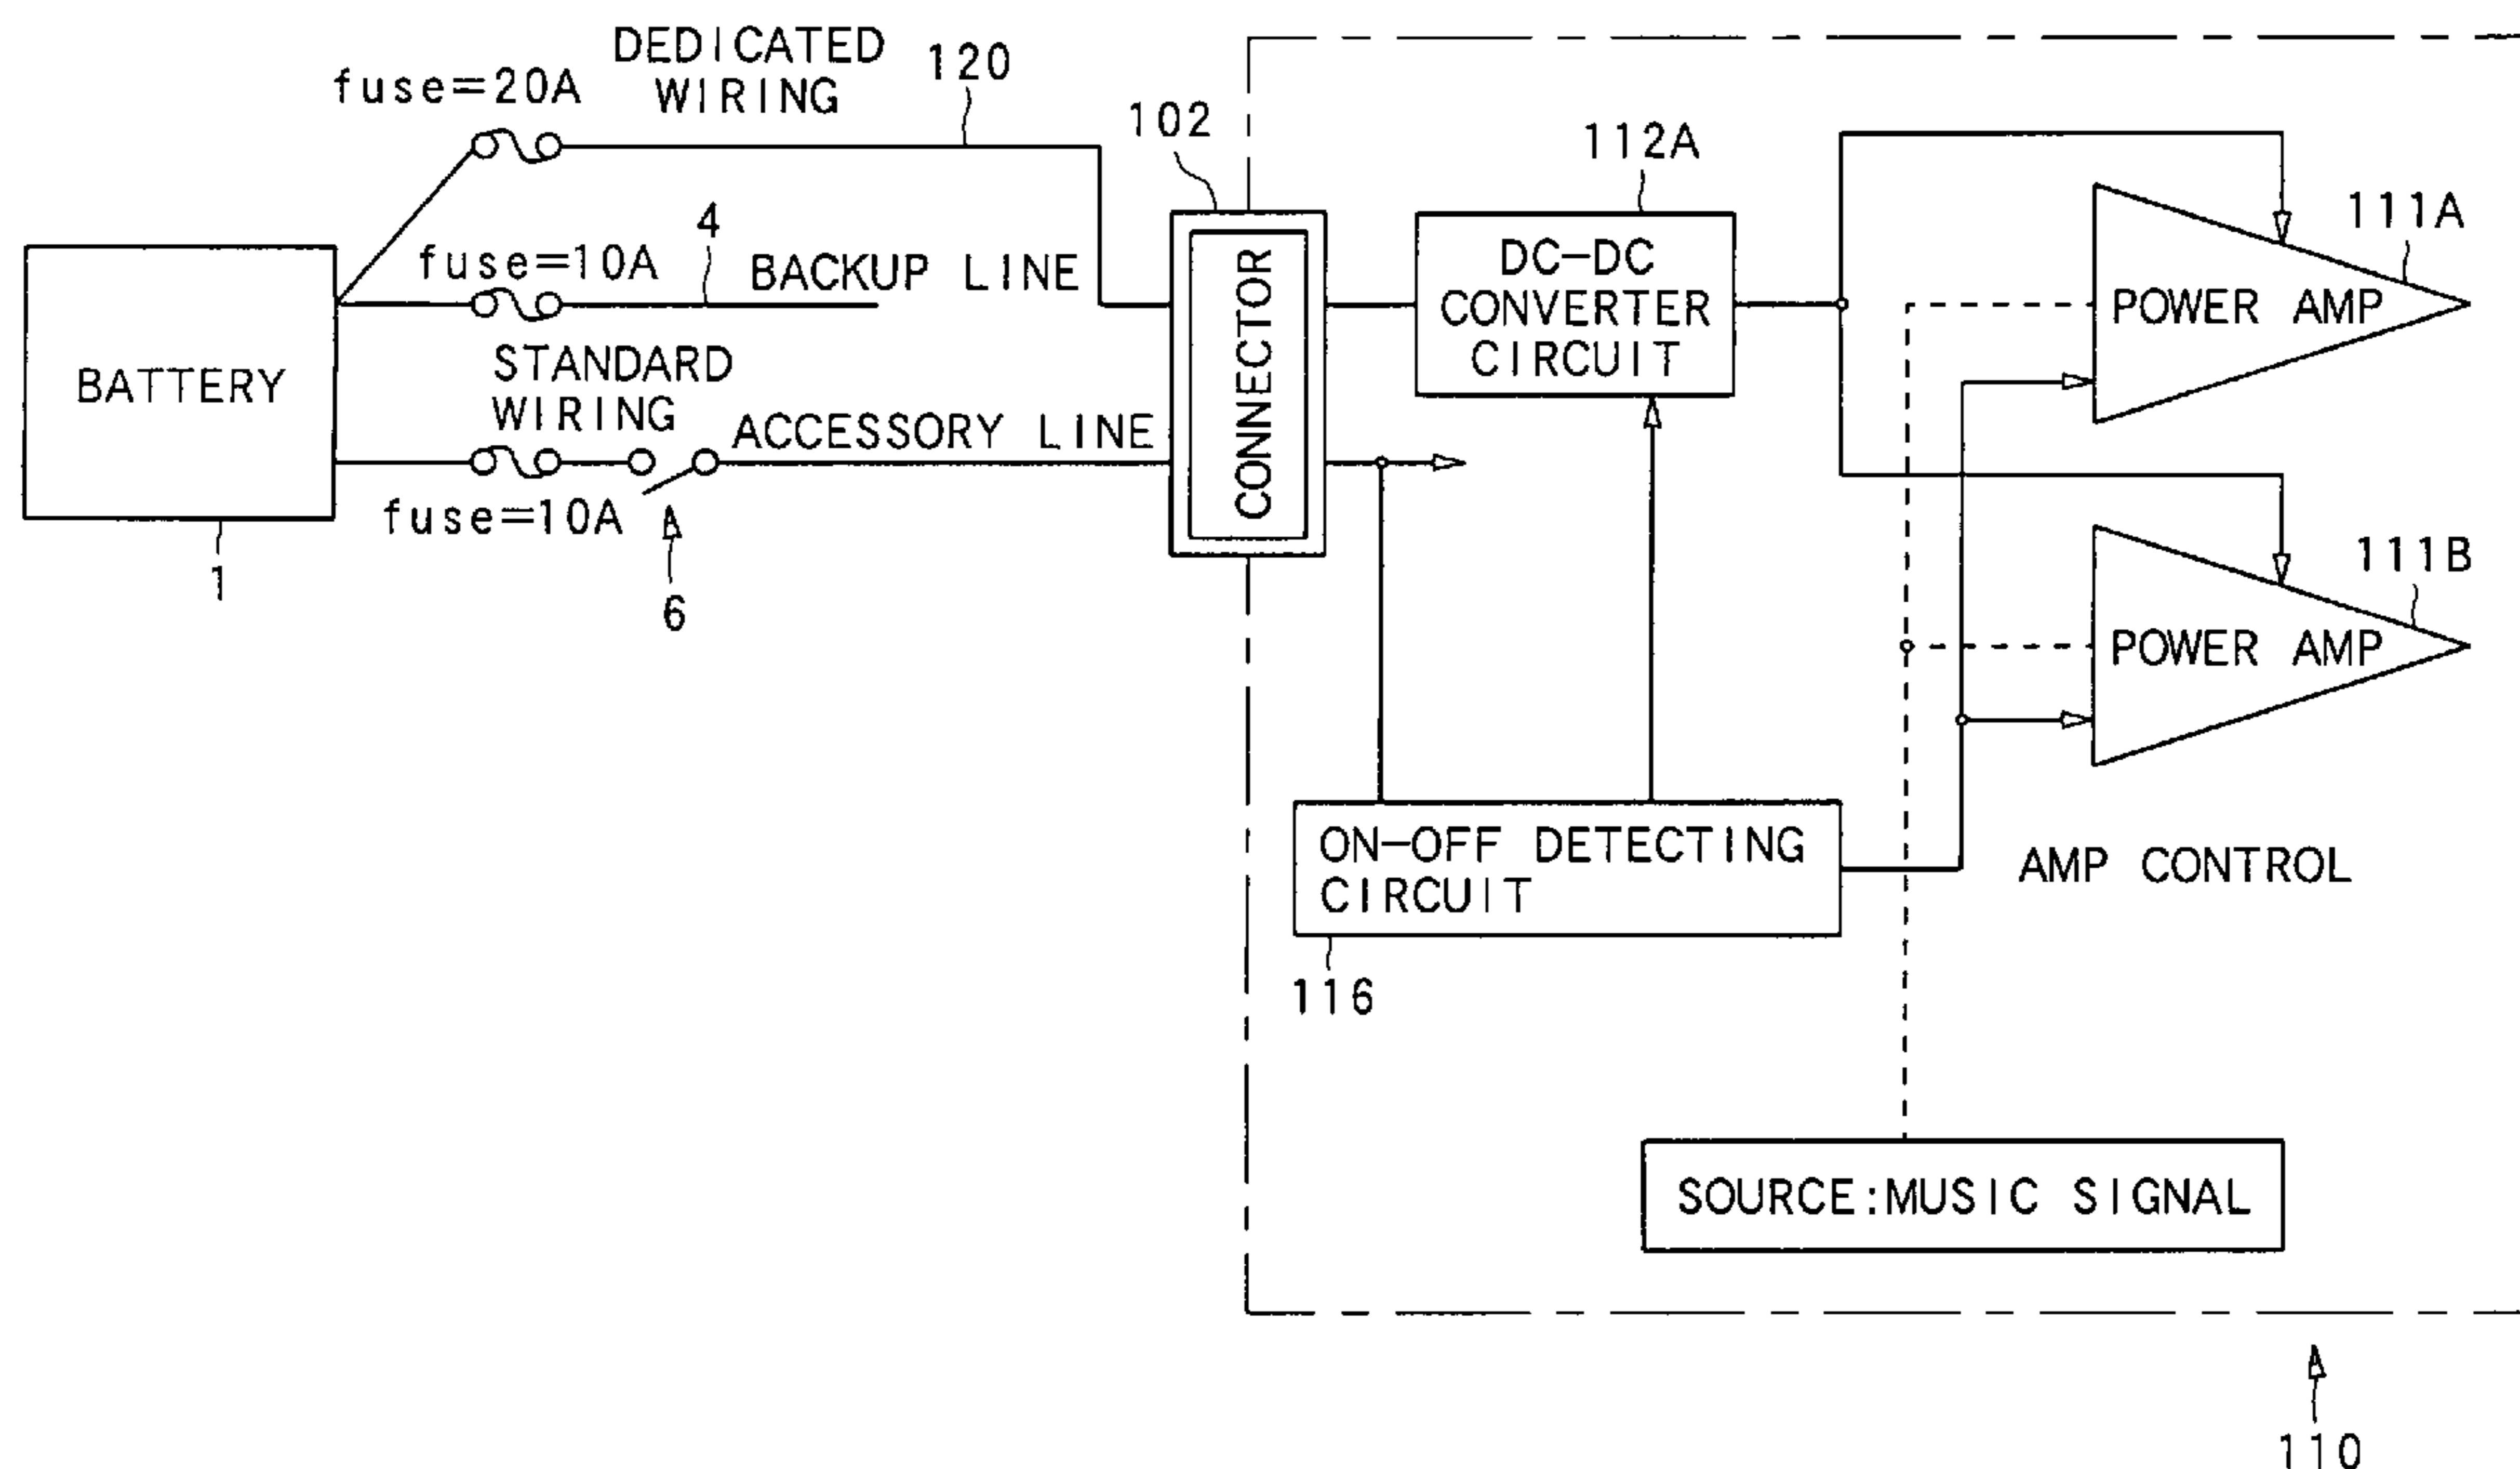 DEDICATED
WIRING
120
fuse=20A
102
112A
111A
4
fuse=10A
BACKUP LINE
DC-DC
CONVERTER
CIRCUIT
POWER AMP
CONNECTOR
BATTERY
STANDARD
WIRING
ACCESSORY LINE
fuse=10A
1
6
111B
POWER AMP
ON-OFF DETECTING
CIRCUIT
AMP CONTROL
116
SOURCE:MUSIC SIGNAL
110